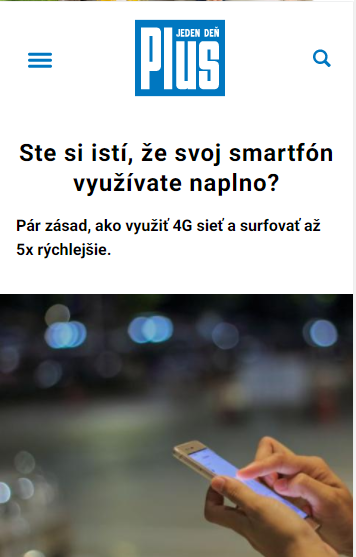 JEDEN DEŇ
Plus
Ste si istí, že svoj smartfón
využívate naplno?
Pár zásad, ako využiť 4G sieť a surfovať až
5x rýchlejšie.